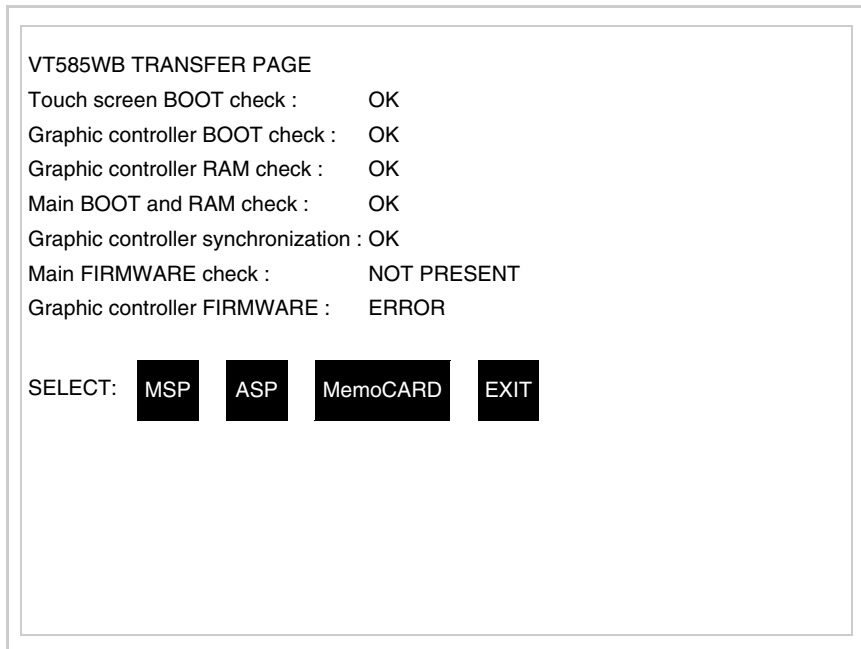 VT585WB TRANSFER PAGE
Touch screen BOOT check : OK
Graphic controller BOOT check : OK
Graphic controller RAM check : OK
Main BOOT and RAM check : OK
Graphic controller synchronization : OK
Main FIRMWARE check : NOT PRESENT
Graphic controller FIRMWARE : ERROR
SELECT: MSP ASP MemoCARD EXIT